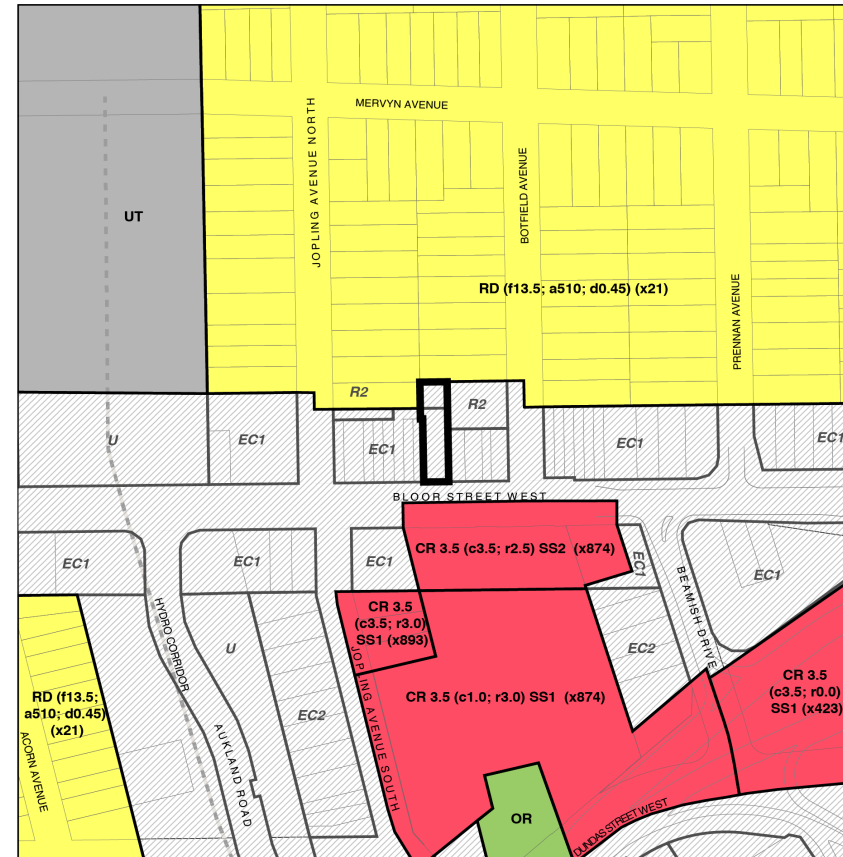 MERVYN AVENUE
JOPLING AVENUE NORTH
BOTFIELD AVENUE
UT
RD (f13.5; a510; d0.45) (x21)
PRENNAN AVENUE
R2
R2
U
EC1
EC1
EC1
EC1
BLOOR STREET WEST
EC1
EC1
EC1
CR 3.5 (c3.5; r2.5) SS2 (x874)
EC1
EC1
HYDRO CORRIDOR
CR 3.5
(c3.5; r3.0)
SS1 (x893)
BEAMISH DRIVE
U
EC2
RD (f13.5;
a510; d0.45)
(x21)
CR 3.5 (c1.0; r3.0) SS1 (x874)
CR 3.5
(c3.5; r0.0)
SS1 (x423)
EC2
JOPLING AVENUE SOUTH
ACORN AVENUE
AUKLAND ROAD
OR
DUNDAS STREET WEST